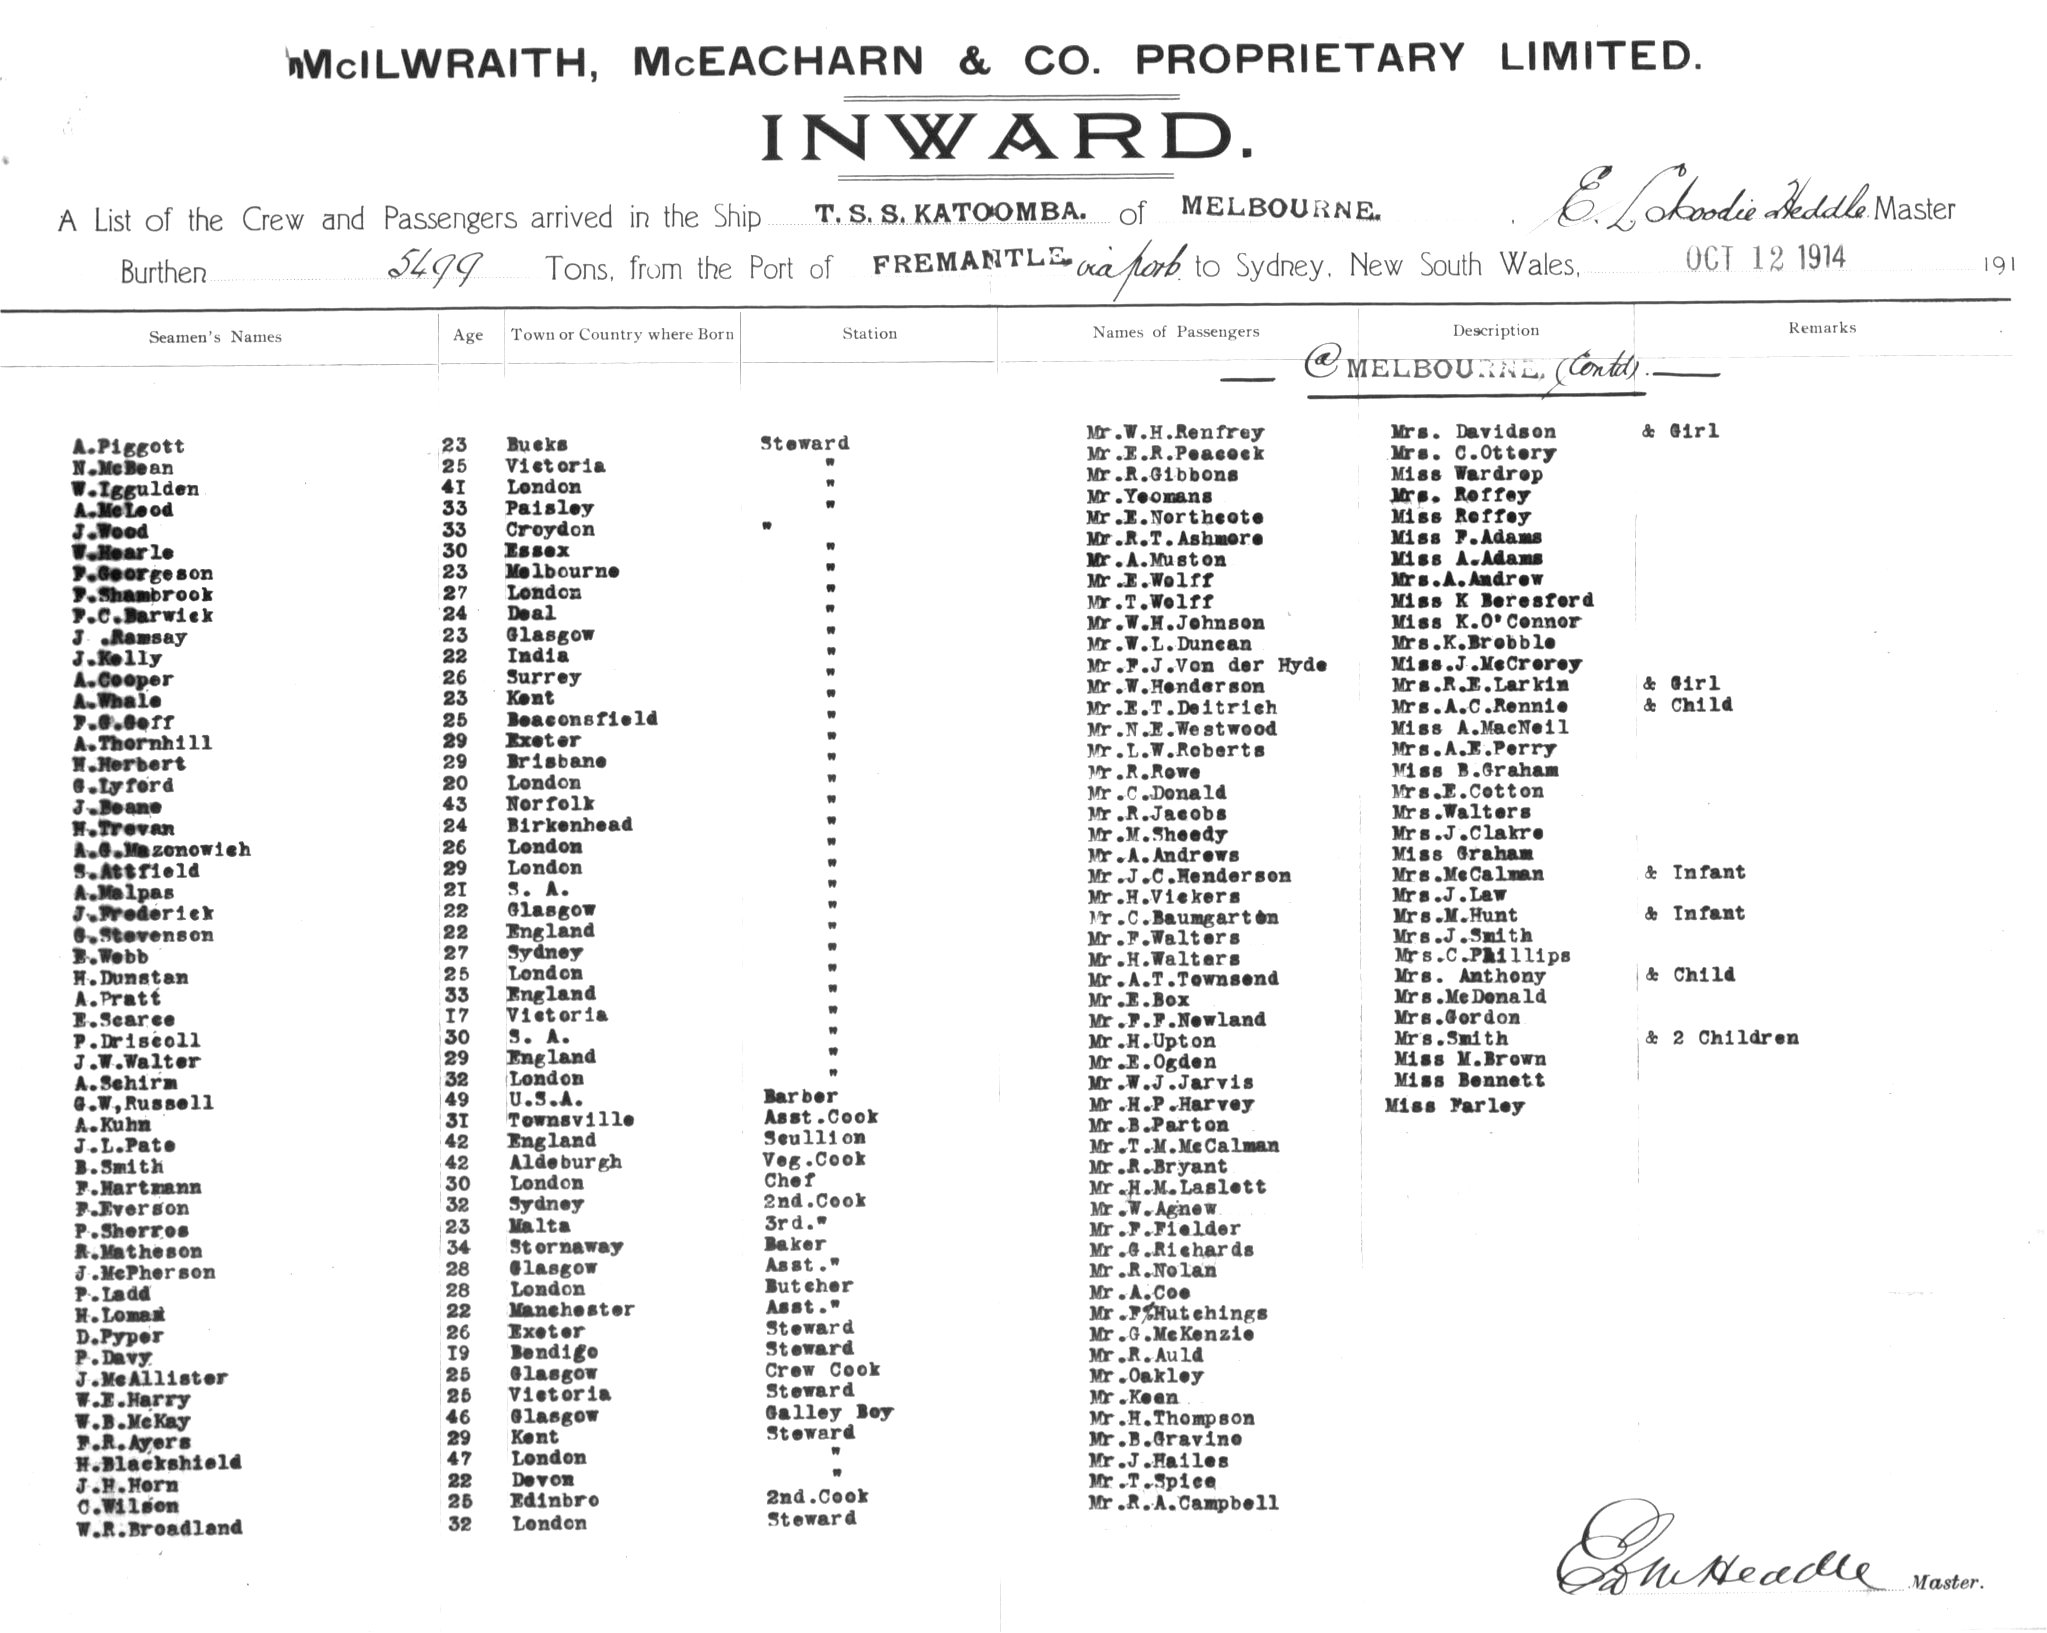 McILWRAITH, McEACHARN & CO. PROPRIETARY LIMITED.
INWARD.
A List of the Crew and Passengers arrived in the Ship T. S. S. KATOOMBA. of MELBOURNE. Heddle Master
Burthen 5499 Tons, from the Port of FREMANTLE. via ports to Sydney, New South Wales, OCT 12 1914 191
Seamen's Names Age Town or Country where Born Station Names of Passengers Description Remarks
@ MELBOURNE. (Contd).
A.Piggott 23 Bucks Steward Mr.W.H.Renfrey Mrs. Davidson & Girl
N.McBean 25 Victoria " Mr.E.R.Peacock Mrs. C.Ottery
W.Iggulden 4I London " Mr.R.Gibbons Miss Wardrop
A.McLeod 33 Paisley " Mr.Yeomans Mrs. Roffey
J.Wood 33 Croydon " Mr.E.Northcote Miss Roffey
W.Hearle 30 Essex " Mr.R.T.Ashmore Miss F.Adams
F.Georgeson 23 Melbourne " Mr.A.Muston Miss A.Adams
F.Shambrook 27 London " Mr.E.Wolff Mrs.A.Andrew
F.C.Barwick 24 Deal " Mr.T.Wolff Miss K Beresford
J .Ramsay 23 Glasgow " Mr.W.H.Johnson Miss K.O'Connor
J.Kelly 22 India " Mr.W.L.Duncan Mrs.K.Brebble
A.Cooper 26 Surrey " Mr.F.J.Von der Hyde Miss.J.McCrorey
A.Whale 23 Kent " Mr.W.Henderson Mrs.R.E.Larkin & Girl
F.G.Goff 25 Beaconsfield " Mr.E.T.Deitrich Mrs.A.C.Rennie & Child
A.Thornhill 29 Exeter " Mr.N.E.Westwood Miss A.MacNeil
H.Herbert 29 Brisbane " Mr.L.W.Roberts Mrs.A.E.Perry
G.Lyford 20 London " Mr.R.Rowe Miss B.Graham
J.Beane 43 Norfolk " Mr.C.Donald Mrs.E.Cotton
H.Trevan 24 Birkenhead " Mr.R.Jacobs Mrs.Walters
A.G.Mazonowich 26 London " Mr.M.Sheedy Mrs.J.Clakre
S.Attfield 29 London " Mr.A.Andrews Miss Graham
A.Malpas 2I S. A. " Mr.J.C.Henderson Mrs.McCalman & Infant
J.Frederick 22 Glasgow " Mr.H.Vickers Mrs.J.Law
G.Stevenson 22 England " Mr.C.Baumgarton Mrs.M.Hunt & Infant
E.Webb 27 Sydney " Mr.F.Walters Mrs.J.Smith
H.Dunstan 25 London " Mr.H.Walters Mrs.C.Phillips
A.Pratt 33 England " Mr.A.T.Townsend Mrs. Anthony & Child
E.Scarce I7 Victoria " Mr.E.Box Mrs.McDonald
P.Driscoll 30 S. A. " Mr.F.F.Newland Mrs.Gordon
J.W.Walter 29 England " Mr.H.Upton Mrs.Smith & 2 Children
A.Schirm 32 London " Mr.E.Ogden Miss M.Brown
G.W,Russell 49 U.S.A. Barber Mr.W.J.Jarvis Miss Bennett
A.Kuhn 3I Townsville Asst.Cook Mr.H.P.Harvey Miss Farley
J.L.Pate 42 England Scullion Mr.B.Parton
B.Smith 42 Aldeburgh Veg.Cook Mr.T.M.McCalman
F.Hartmann 30 London Chef Mr.R.Bryant
F.Everson 32 Sydney 2nd.Cook Mr.H.M.Laslett
P.Sherros 23 Malta 3rd." Mr.W.Agnew
R.Matheson 34 Stornaway Baker Mr.F.Fielder
J.McPherson 28 Glasgow Asst." Mr.G.Richards
P.Ladd 28 London Butcher Mr.R.Nolan
H.Lomax 22 Manchester Asst." Mr.A.Coe
D.Pyper 26 Exeter Steward Mr.F.Hutchings
P.Davy I9 Bendigo Steward Mr.G.McKenzie
J.McAllister 25 Glasgow Crew Cook Mr.R.Auld
W.E.Harry 25 Victoria Steward Mr.Oakley
W.B.McKay 46 Glasgow Galley Boy Mr.Keen
F.R.Ayers 29 Kent Steward Mr.H.Thompson
H.Blackshield 47 London " Mr.B.Gravino
J.H.Horn 22 Devon " Mr.J.Hailes
C.Wilson 25 Edinbro 2nd.Cook Mr.T.Spice
W.R.Broadland 32 London Steward Mr.R.A.Campbell
Heddle Master.